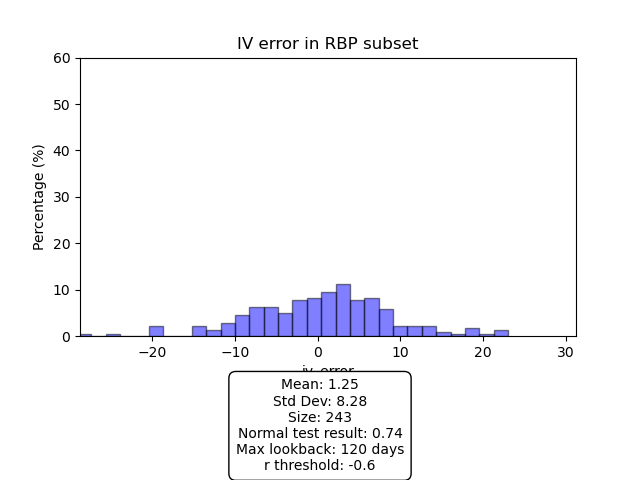 IV error in RBP subset
60
50
40
30
20
10
0
Percentage (%)
−20 −10 0 10 20 30
iv_error
Mean: 1.25
Std Dev: 8.28
Size: 243
Normal test result: 0.74
Max lookback: 120 days
r threshold: -0.6